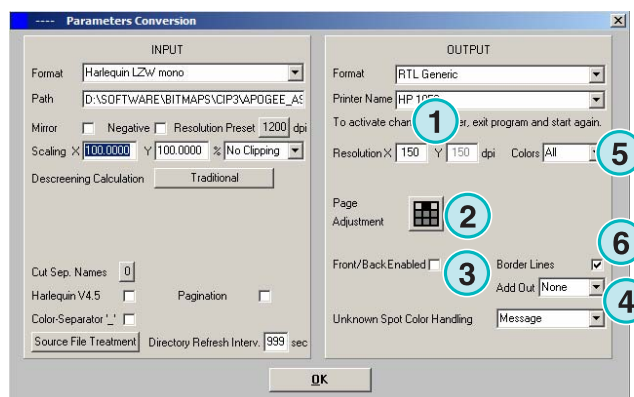 ---- Parameters Conversion
INPUT
Format Harlequin LZW mono
Path D:\SOFTWARE\BITMAPS\CIP3\APOGEE_AS
Mirror Negative Resolution Preset 1200 dpi
Scaling X 100.0000 Y 100.0000 % No Clipping
Descreening Calculation Traditional
Cut Sep. Names 0
Harlequin V4.5 Pagination
Color-Separator '_'
Source File Treatment Directory Refresh Interv. 999 sec
OUTPUT
Format RTL Generic
Printer Name HP
To activate exit program and start again.
1
Resolution X 150 Y 150 dpi Colors All
5
Page
Adjustment
2
Front/Back Enabled
3
Border Lines
6
Add Out None
4
Unknown Spot Color Handling Message
OK